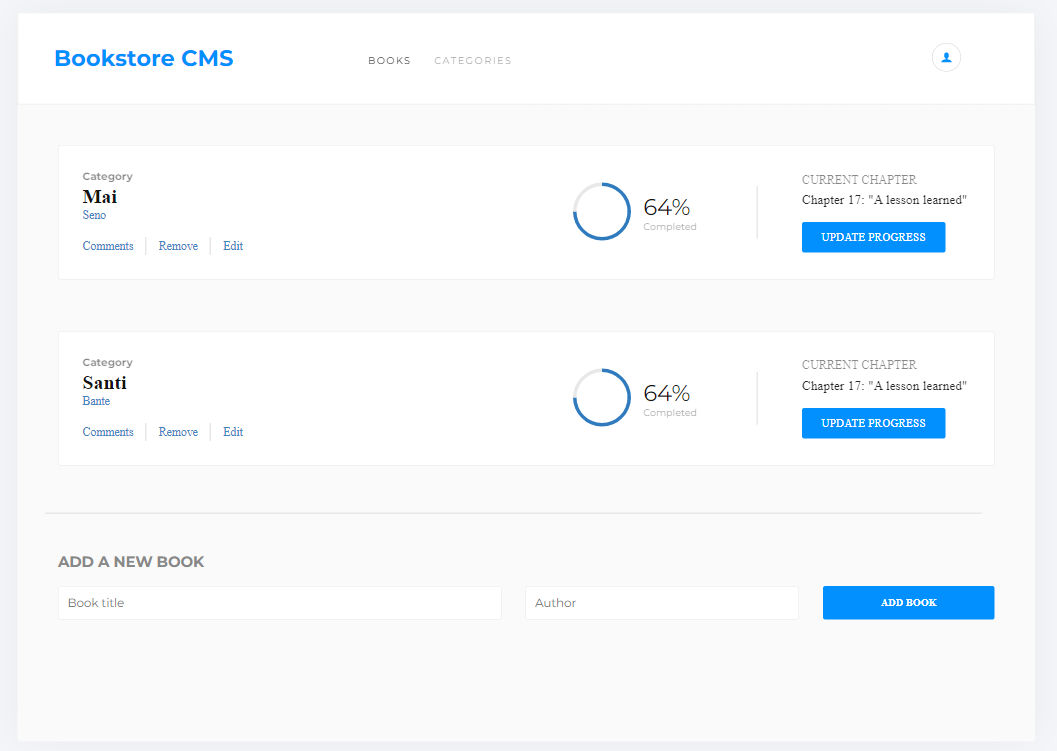 Bookstore CMS
BOOKS
CATEGORIES
Category
Mai
Seno
Comments
Remove
Edit
64%
Completed
CURRENT CHAPTER
Chapter 17: "A lesson learned"
UPDATE PROGRESS
Category
Santi
Bante
Comments
Remove
Edit
64%
Completed
CURRENT CHAPTER
Chapter 17: "A lesson learned"
UPDATE PROGRESS
ADD A NEW BOOK
Book title
Author
ADD BOOK